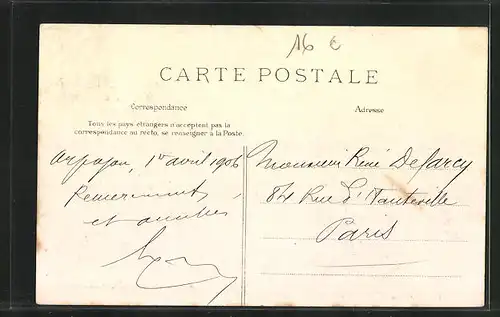 16 €
CARTE POSTALE
Correspondance
Adresse
Tous les pays étrangers n'acceptent pas la
correspondance au recto, se renseigner à la Poste.
Arpajon, 1er avril 1906
Remerciements
et amitiés
Monsieur René Defarcy
84 Rue d'Hauteville
Paris